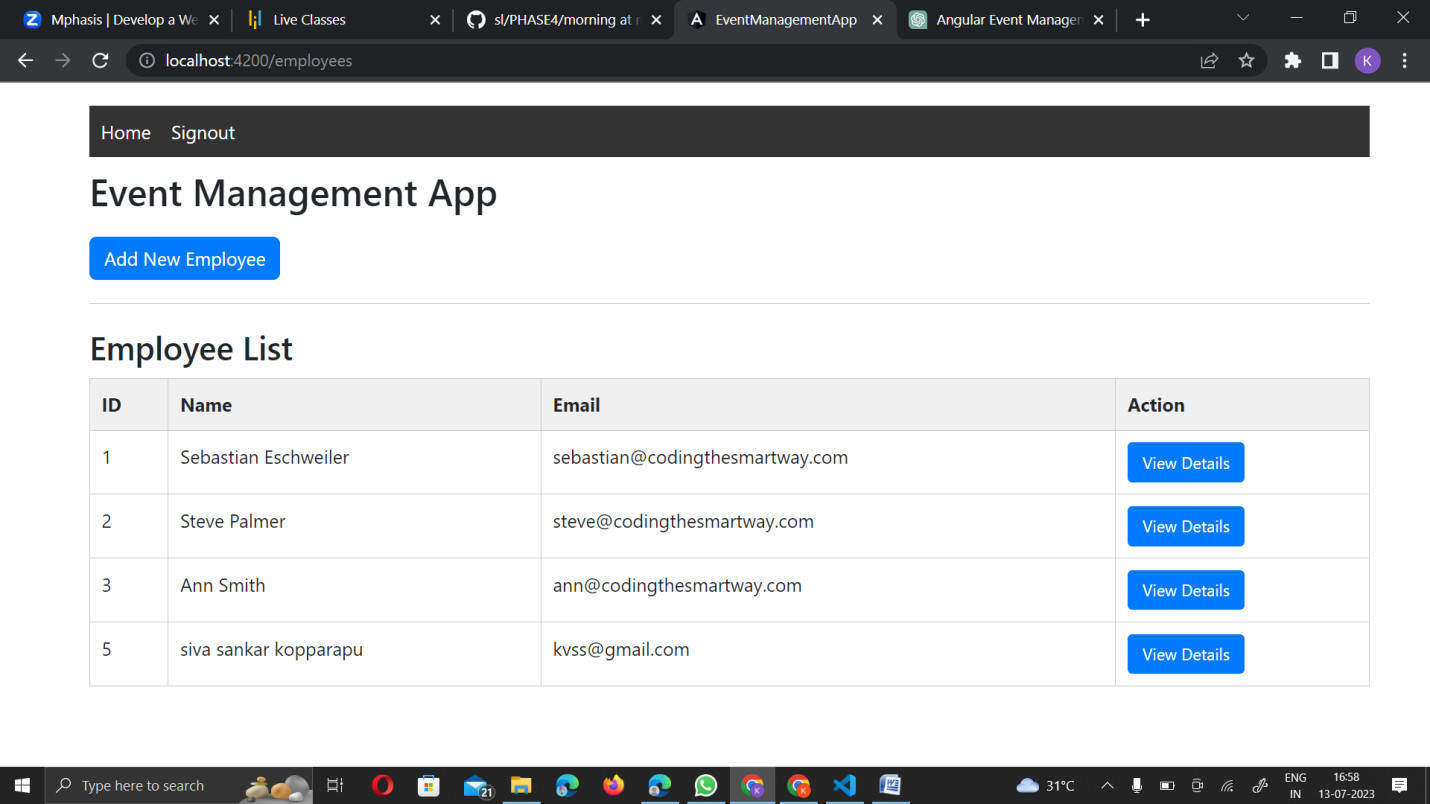 Mphasis | Develop a We
Live Classes
sl/PHASE4/morning at m
EventManagementApp
Angular Event Managem
localhost:4200/employees
K
Home Signout
Event Management App
Add New Employee
Employee List
ID Name Email Action
1 Sebastian Eschweiler sebastian@codingthesmartway.com View Details
2 Steve Palmer steve@codingthesmartway.com View Details
3 Ann Smith ann@codingthesmartway.com View Details
5 siva sankar kopparapu kvss@gmail.com View Details
Type here to search
21
31°C
ENG
IN
16:58
13-07-2023